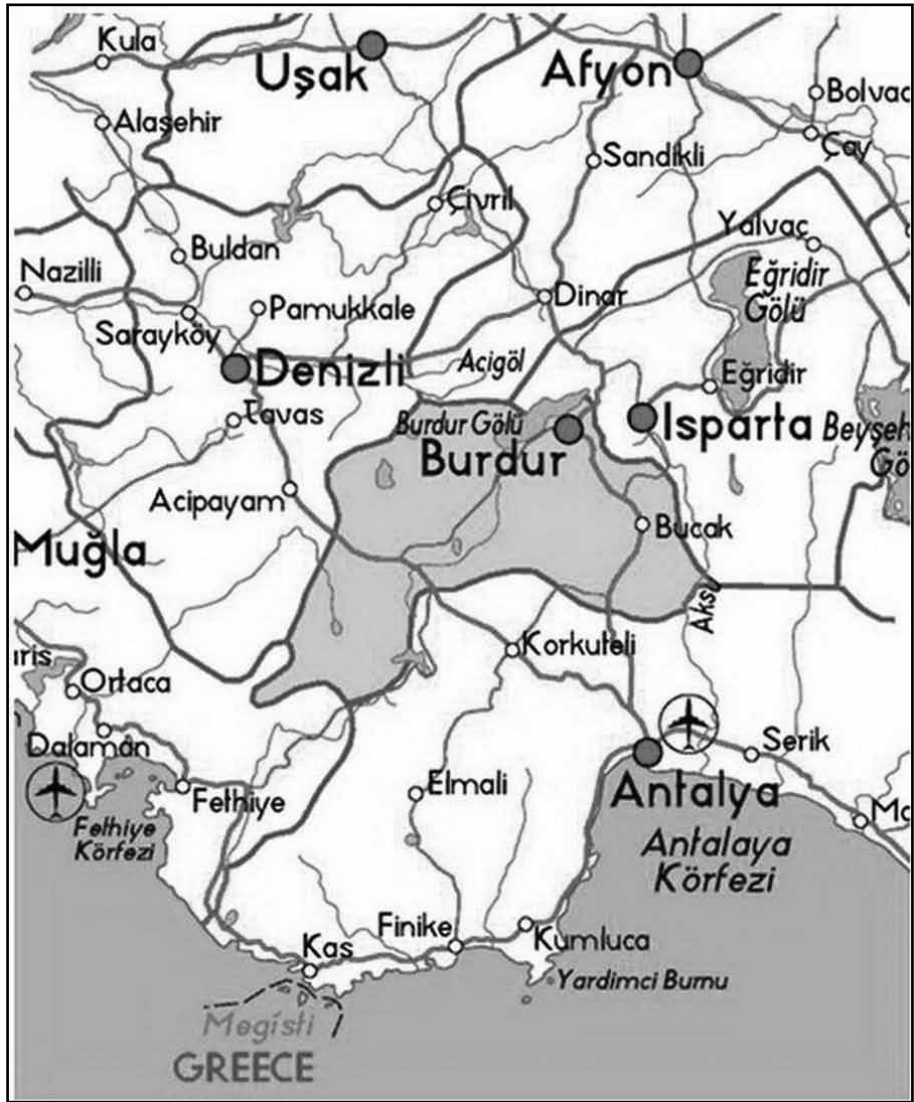 Kula
Uşak
Afyon
Bolvac
Alaşehir
Çay
Sandikli
Çivril
Yalvaç
Buldan
Eğridir
Gölü
Nazilli
Pamukkale
Dinar
Sarayköy
Acigöl
Denizli
Eğridir
Tavas
Burdur Gölü
Isparta
Beyşeh
Gö
Burdur
Acipayam
Bucak
Muğla
Aksu
Korkuteli
ıris
Ortaca
Dalaman
Serik
Fethiye
Elmali
Antalya
Ma
Fethiye
Körfezi
Antalaya
Körfezi
Finike
Kumluca
Kas
Yardimci Burnu
Megísti
GREECE